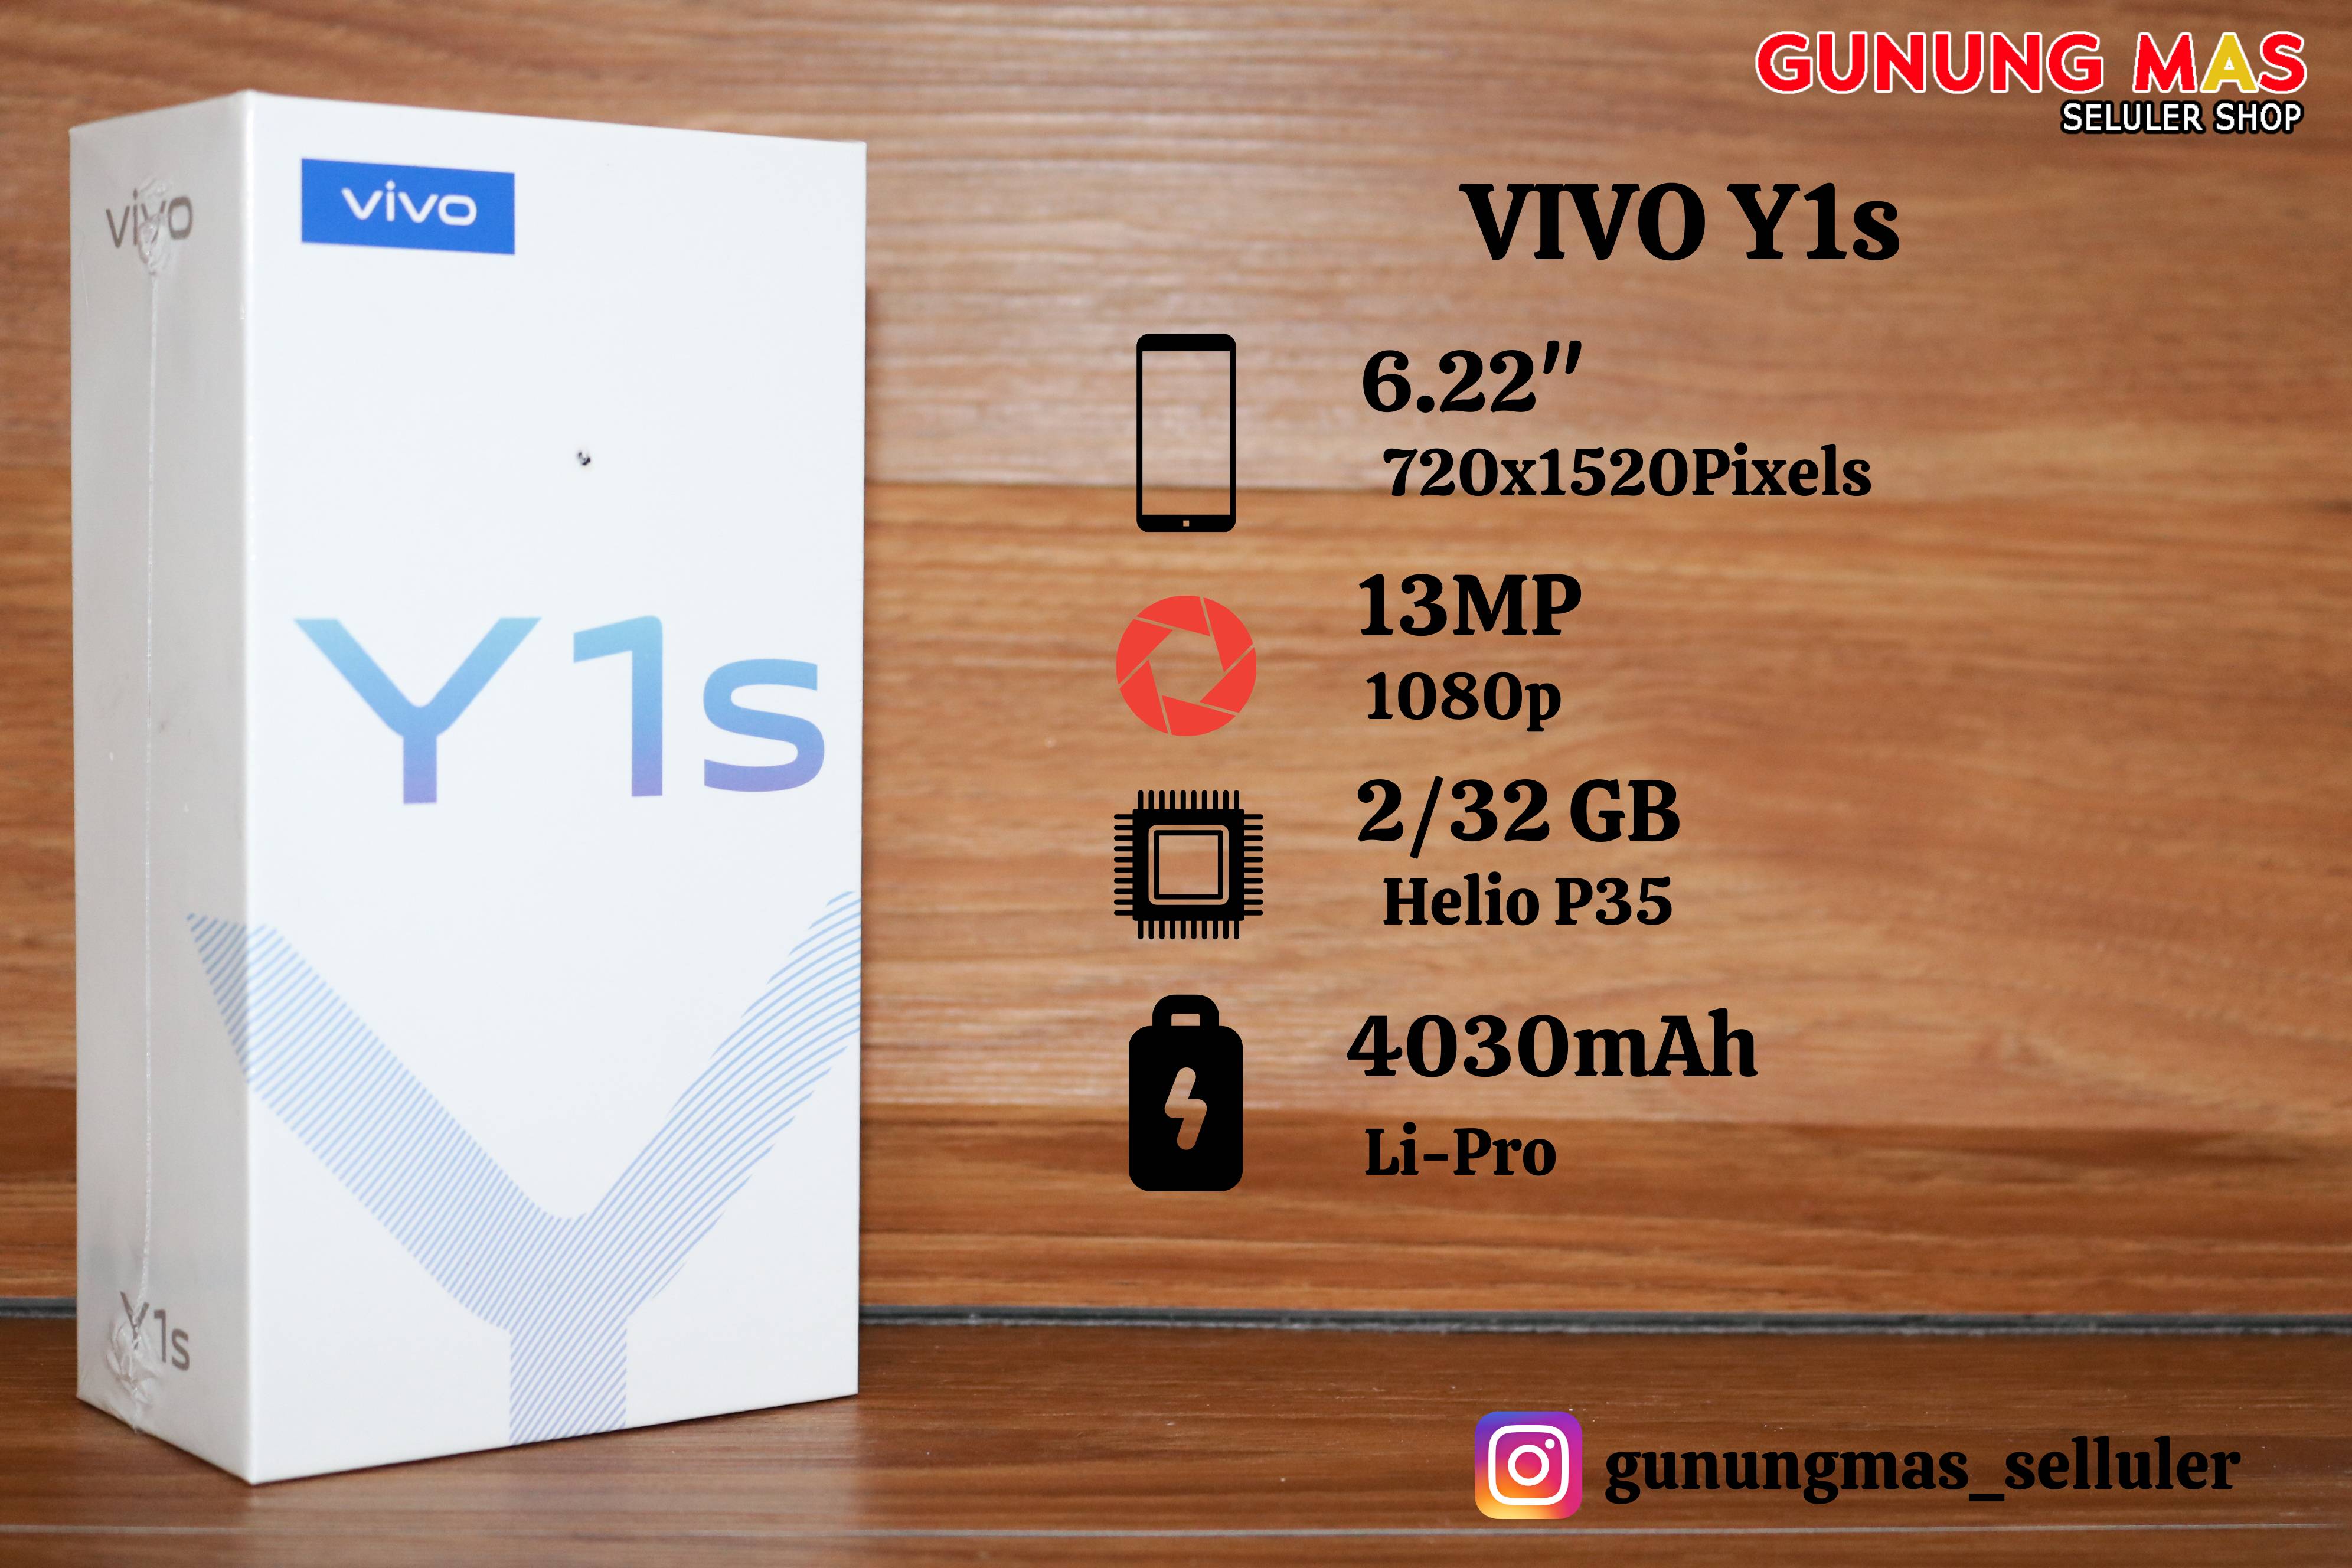 GUNUNG MAS
SELULER SHOP
vivo
vivo
Y1s
Y1s
VIVO Y1s
6.22"
720x1520Pixels
13MP
1080p
2/32 GB
Helio P35
4030mAh
Li-Pro
gunungmas_selluler